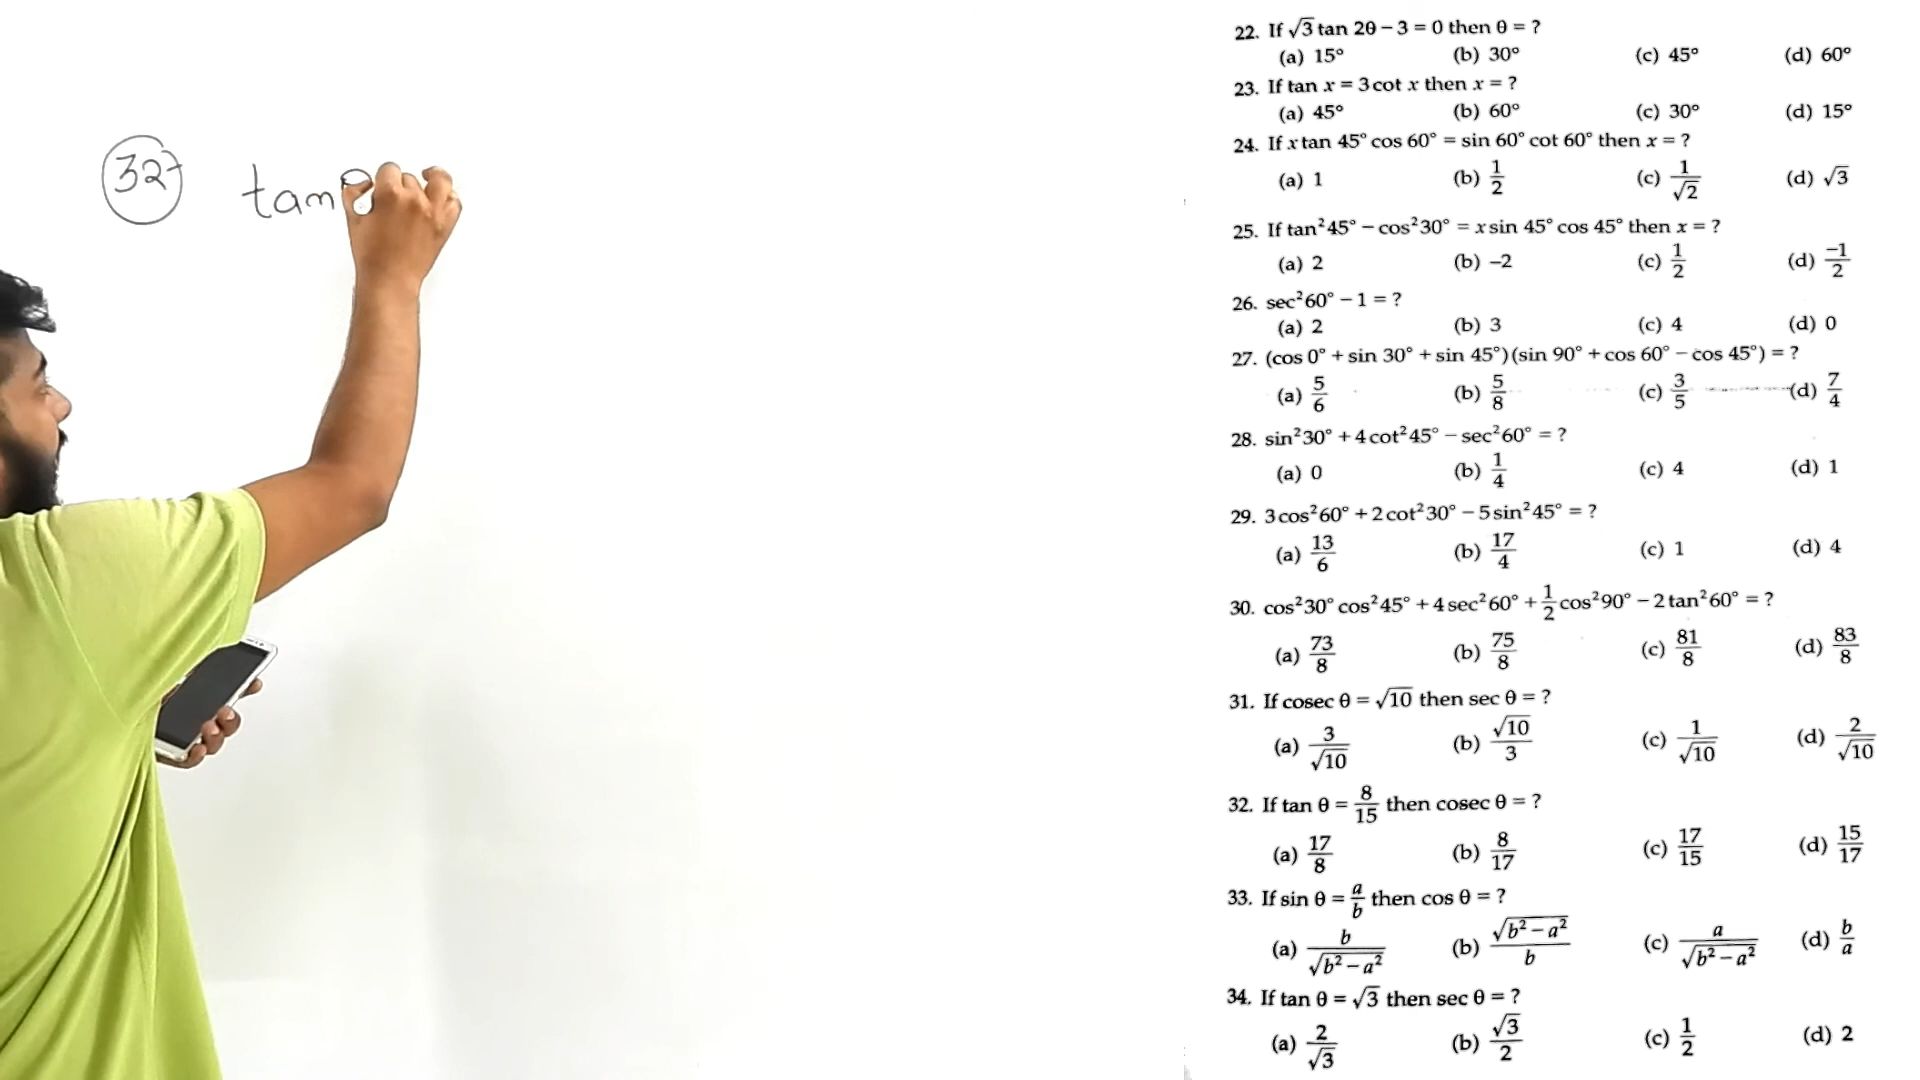 32
tan θ
22. If √3 tan 2θ – 3 = 0 then θ = ?
(a) 15° (b) 30° (c) 45° (d) 60°
23. If tan x = 3 cot x then x = ?
(a) 45° (b) 60° (c) 30° (d) 15°
24. If x tan 45° cos 60° = sin 60° cot 60° then x = ?
(a) 1 (b) 1/2 (c) 1/√2 (d) √3
25. If tan²45° – cos²30° = x sin 45° cos 45° then x = ?
(a) 2 (b) –2 (c) 1/2 (d) –1/2
26. sec²60° – 1 = ?
(a) 2 (b) 3 (c) 4 (d) 0
27. (cos 0° + sin 30° + sin 45°)(sin 90° + cos 60° – cos 45°) = ?
(a) 5/6 (b) 5/8 (c) 3/5 (d) 7/4
28. sin²30° + 4 cot²45° – sec²60° = ?
(a) 0 (b) 1/4 (c) 4 (d) 1
29. 3 cos²60° + 2 cot²30° – 5 sin²45° = ?
(a) 13/6 (b) 17/4 (c) 1 (d) 4
30. cos²30° cos²45° + 4 sec²60° + 1/2 cos²90° – 2 tan²60° = ?
(a) 73/8 (b) 75/8 (c) 81/8 (d) 83/8
31. If cosec θ = √10 then sec θ = ?
(a) 3/√10 (b) √10/3 (c) 1/√10 (d) 2/√10
32. If tan θ = 8/15 then cosec θ = ?
(a) 17/8 (b) 8/17 (c) 17/15 (d) 15/17
33. If sin θ = a/b then cos θ = ?
(a) b/√(b² – a²) (b) √(b² – a²)/b (c) a/√(b² – a²) (d) b/a
34. If tan θ = √3 then sec θ = ?
(a) 2/√3 (b) √3/2 (c) 1/2 (d) 2